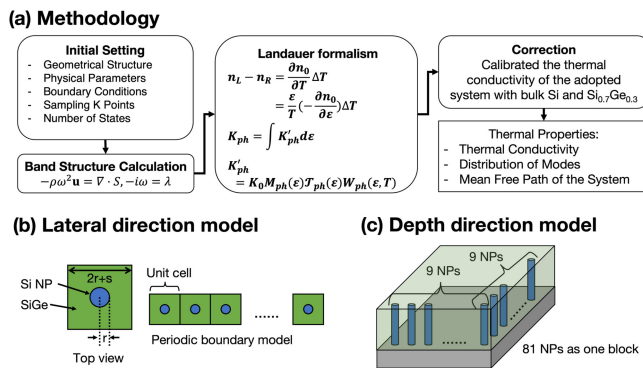 (a) Methodology
Initial Setting
- Geometrical Structure
- Physical Parameters
- Boundary Conditions
- Sampling K Points
- Number of States
Band Structure Calculation
−ρω²𝐮 = ∇ · S, −iω = λ
Landauer formalism
n_L − n_R = ∂n_0/∂T ΔT
= ε/T (−∂n_0/∂ε)ΔT
K_ph = ∫ K′_ph dε
K′_ph
= K_0 M_ph(ε)𝒯_ph(ε)W_ph(ε, T)
Correction
Calibrated the thermal
conductivity of the adopted
system with bulk Si and Si₀.₇Ge₀.₃
Thermal Properties:
- Thermal Conductivity
- Distribution of Modes
- Mean Free Path of the System
(b) Lateral direction model
2r+s
Si NP
SiGe
r
Top view
Unit cell
......
Periodic boundary model
(c) Depth direction model
9 NPs
9 NPs
......
......
81 NPs as one block